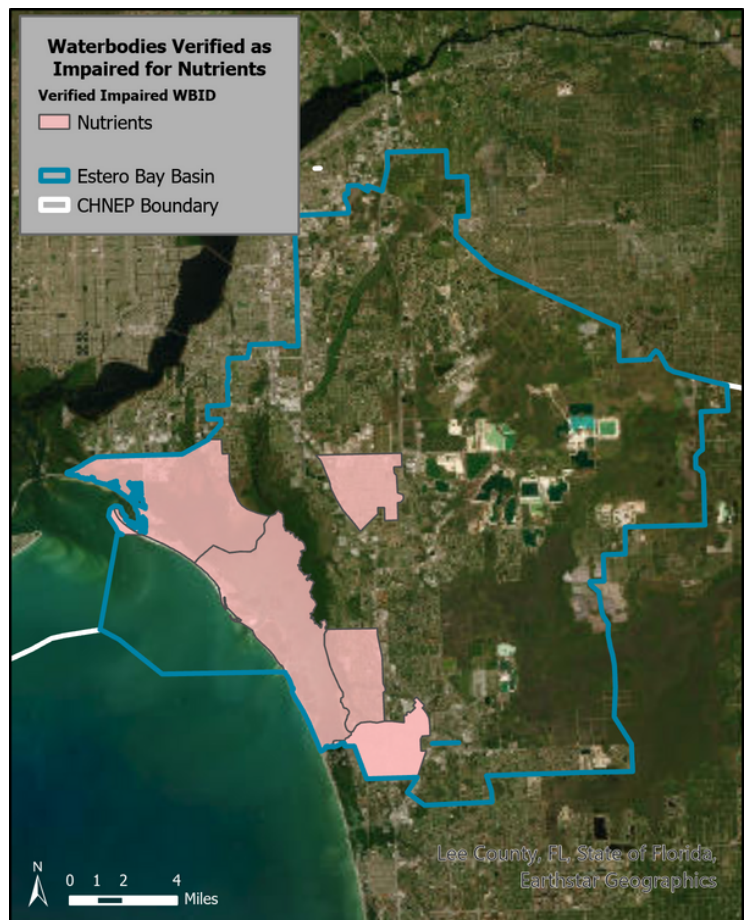 Waterbodies Verified as
Impaired for Nutrients
Verified Impaired WBID
Nutrients
Estero Bay Basin
CHNEP Boundary
Lee County, FL, State of Florida,
Earthstar Geographics
N
0 1 2 4
Miles